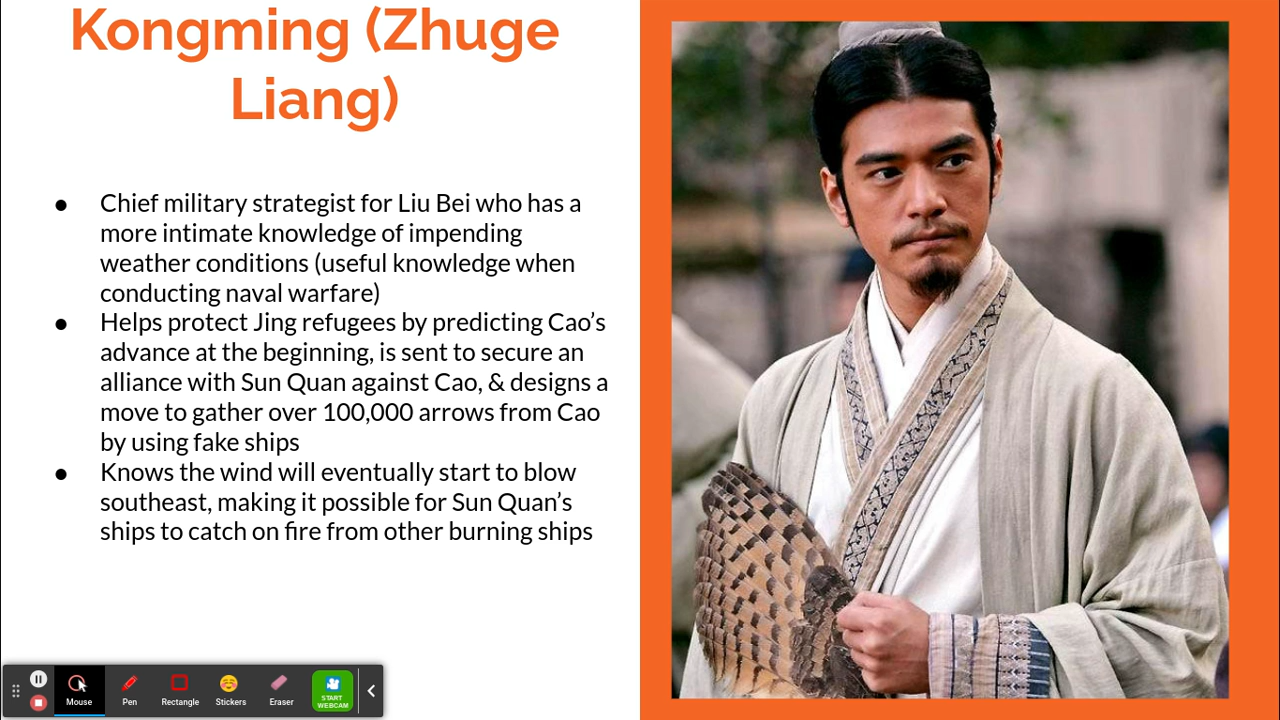 Kongming (Zhuge
Liang)
● Chief military strategist for Liu Bei who has a
more intimate knowledge of impending
weather conditions (useful knowledge when
conducting naval warfare)
● Helps protect Jing refugees by predicting Cao’s
advance at the beginning, is sent to secure an
alliance with Sun Quan against Cao, & designs a
move to gather over 100,000 arrows from Cao
by using fake ships
● Knows the wind will eventually start to blow
southeast, making it possible for Sun Quan’s
ships to catch on fire from other burning ships
Mouse Pen Rectangle Stickers Eraser START
WEBCAM